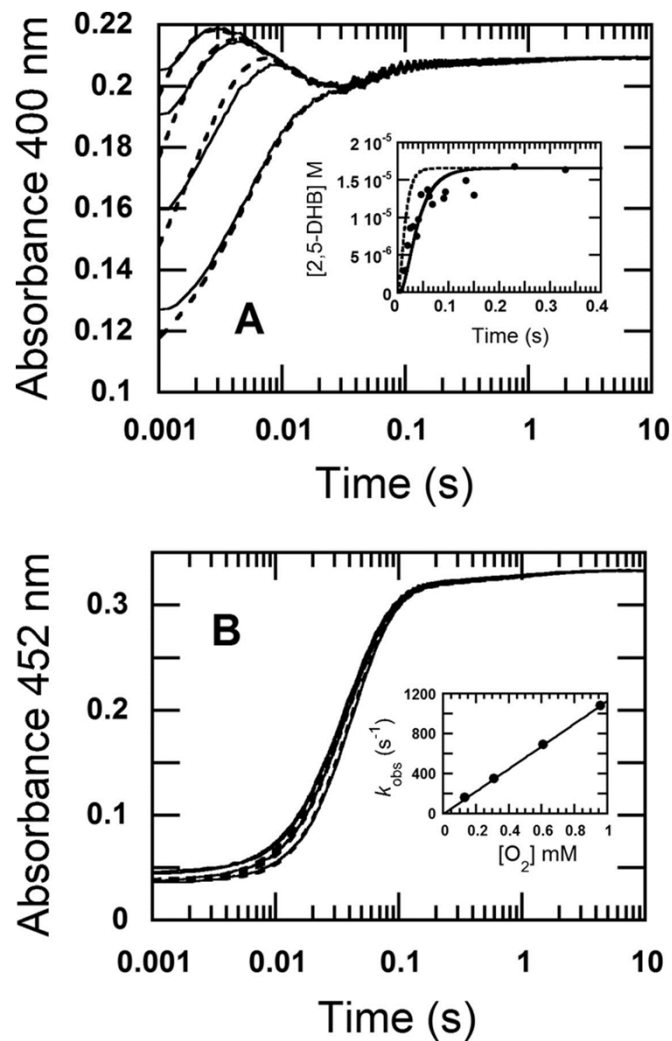 Absorbance 400 nm
0.22
0.2
0.18
0.16
0.14
0.12
0.1
A
[2,5-DHB] M
2 10-5
1.5 10-5
1 10-5
5 10-6
0
0 0.1 0.2 0.3 0.4
Time (s)
0.001 0.01 0.1 1 10
Time (s)
Absorbance 452 nm
0.3
0.2
0.1
0
B
kobs (s-1)
1200
800
400
0
0 0.2 0.4 0.6 0.8 1
[O2] mM
0.001 0.01 0.1 1 10
Time (s)